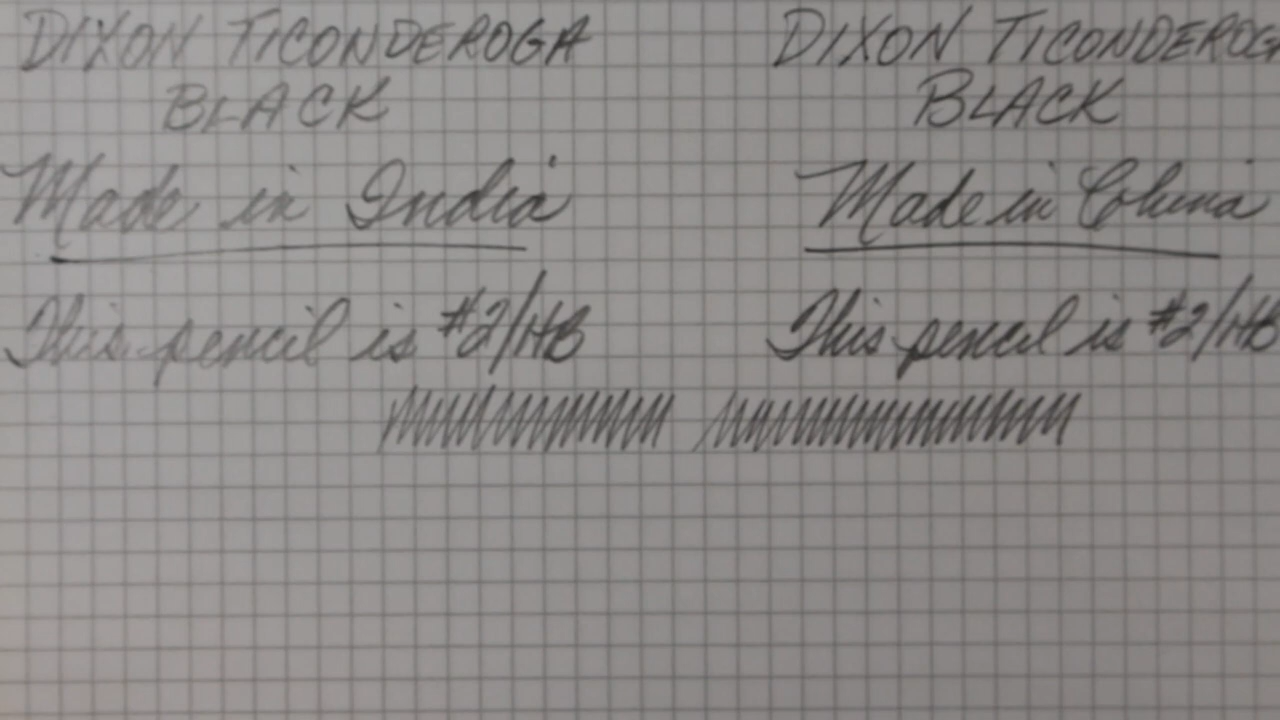 DIXON TICONDEROGA
BLACK
Made in India
This pencil is #2/HB
DIXON TICONDEROGA
BLACK
Made in China
This pencil is #2/HB